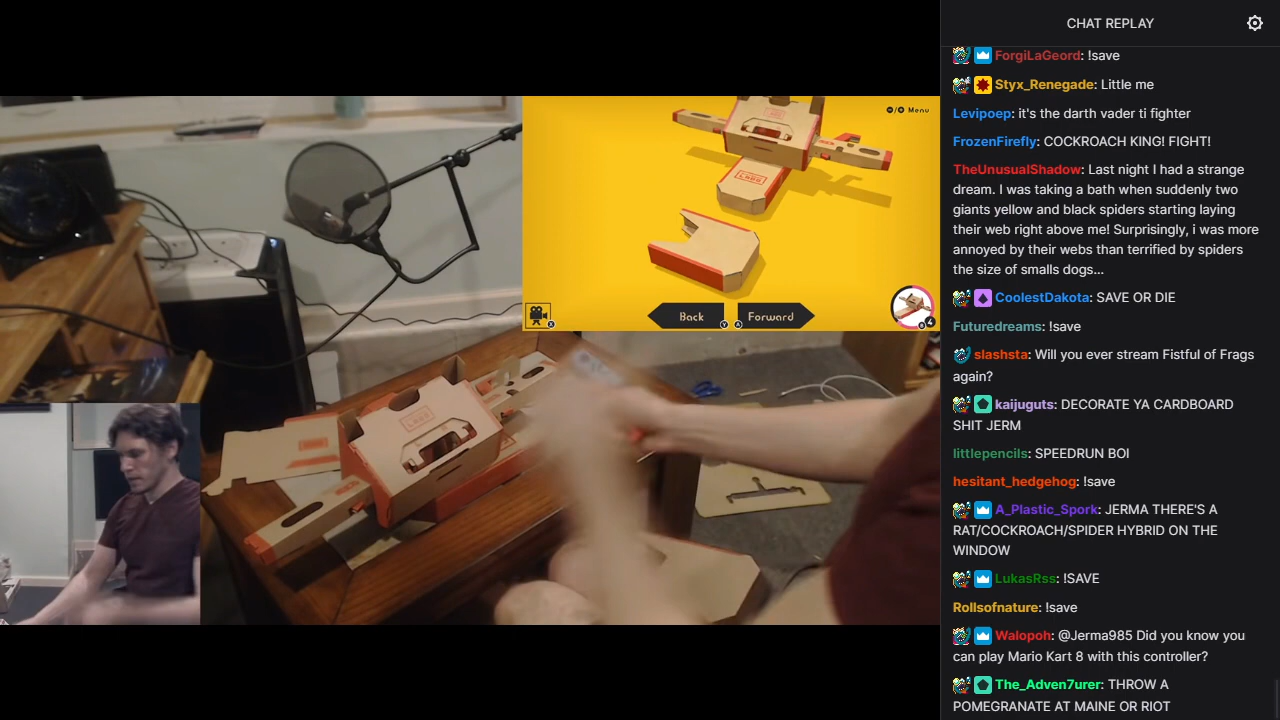 CHAT REPLAY
ForgiLaGeord: !save
Styx_Renegade: Little me
Levipoep: it's the darth vader ti fighter
FrozenFirefly: COCKROACH KING! FIGHT!
TheUnusualShadow: Last night I had a strange
dream. I was taking a bath when suddenly two
giants yellow and black spiders starting laying
their web right above me! Surprisingly, i was more
annoyed by their webs than terrified by spiders
the size of smalls dogs...
CoolestDakota: SAVE OR DIE
Futuredreams: !save
slashsta: Will you ever stream Fistful of Frags
again?
kaijuguts: DECORATE YA CARDBOARD
SHIT JERM
littlepencils: SPEEDRUN BOI
hesitant_hedgehog: !save
A_Plastic_Spork: JERMA THERE'S A
RAT/COCKROACH/SPIDER HYBRID ON THE
WINDOW
LukasRss: !SAVE
Rollsofnature: !save
Walopoh: @Jerma985 Did you know you
can play Mario Kart 8 with this controller?
The_Adven7urer: THROW A
POMEGRANATE AT MAINE OR RIOT
Menu
LABO
Back
Y
A
Forward
X
LABO